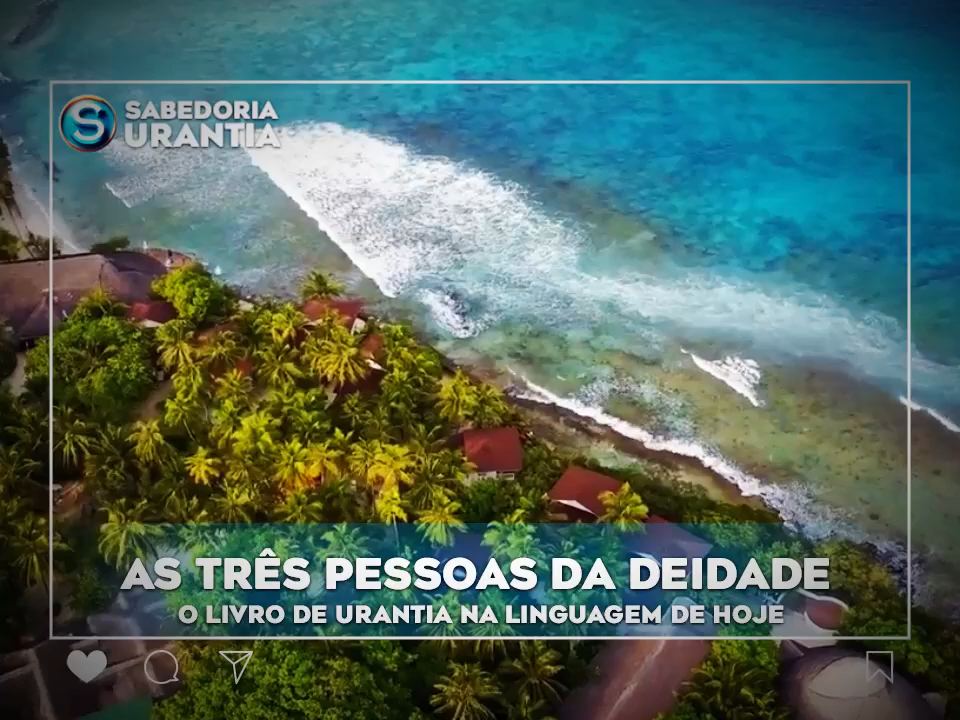 S
SABEDORIA
URANTIA
AS TRÊS PESSOAS DA DEIDADE
O LIVRO DE URANTIA NA LINGUAGEM DE HOJE